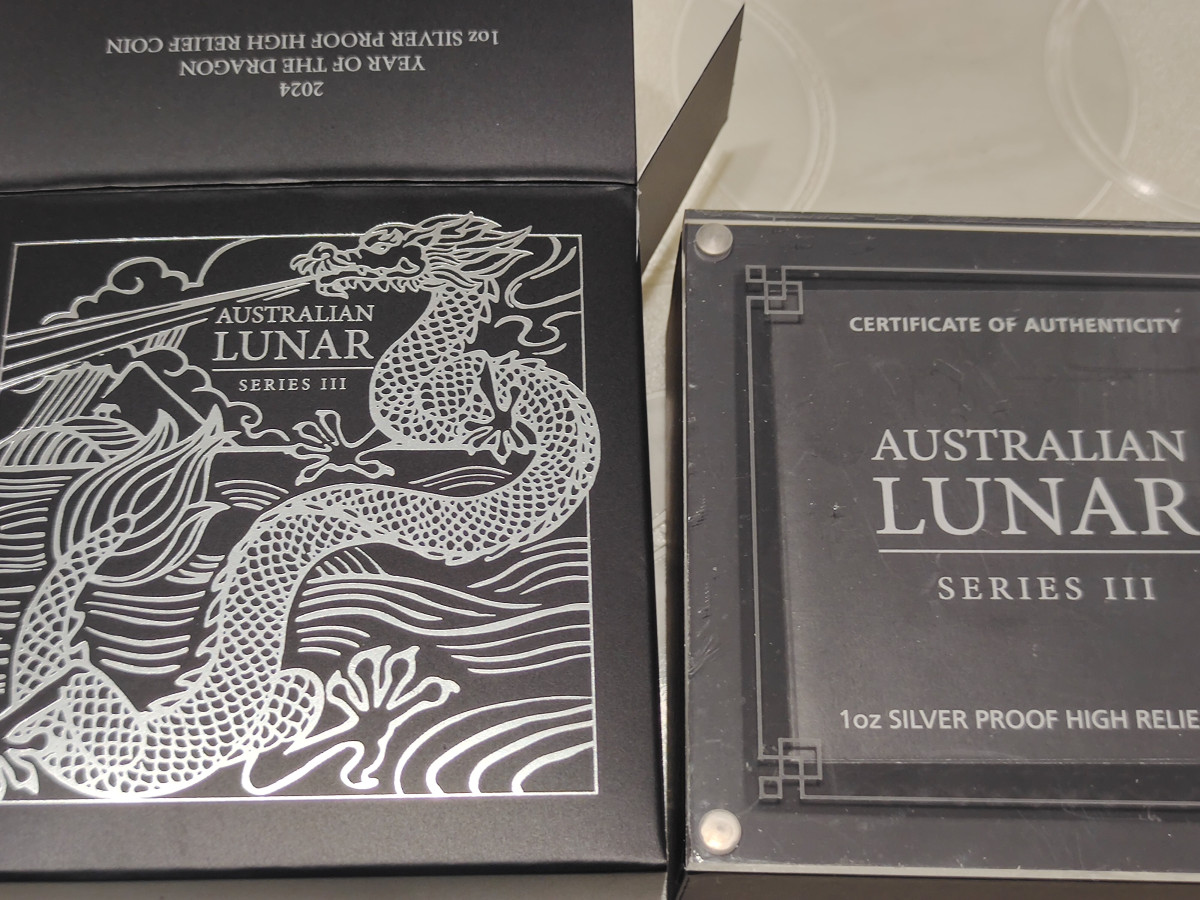 2024
YEAR OF THE DRAGON
1oz SILVER PROOF HIGH RELIEF COIN
AUSTRALIAN
LUNAR
SERIES III
CERTIFICATE OF AUTHENTICITY
AUSTRALIAN
LUNAR
SERIES III
1oz SILVER PROOF HIGH RELIE